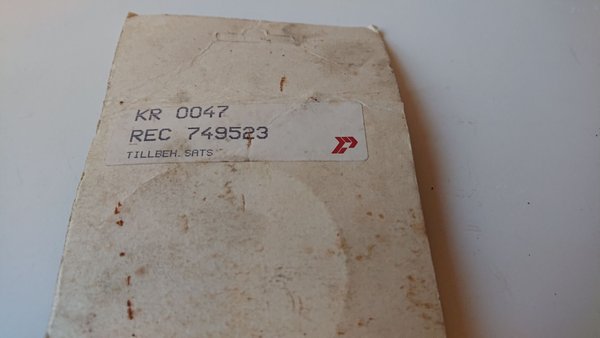 KR 0047
REC 749523
TILLBEH. SATS